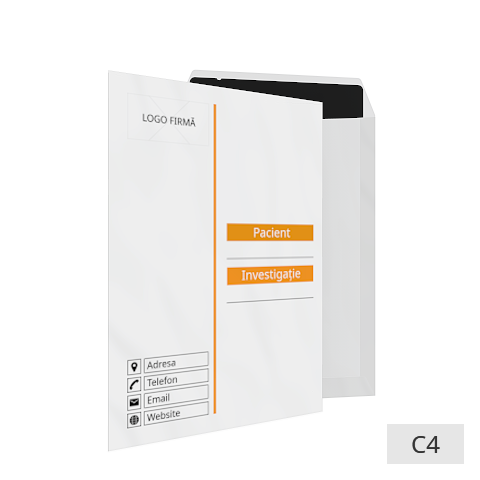 LOGO FIRMĂ
Pacient
Investigație
Adresa
Telefon
Email
Website
C4